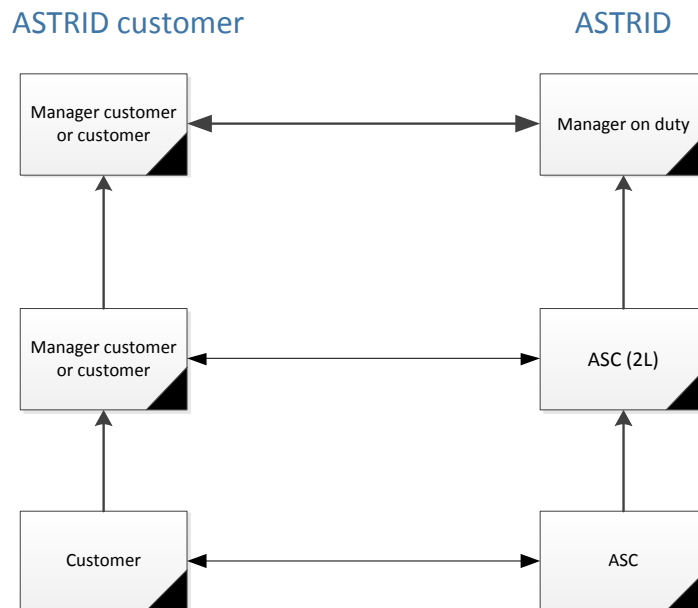 ASTRID customer
ASTRID
Manager customer
or customer
Manager on duty
Manager customer
or customer
ASC (2L)
Customer
ASC